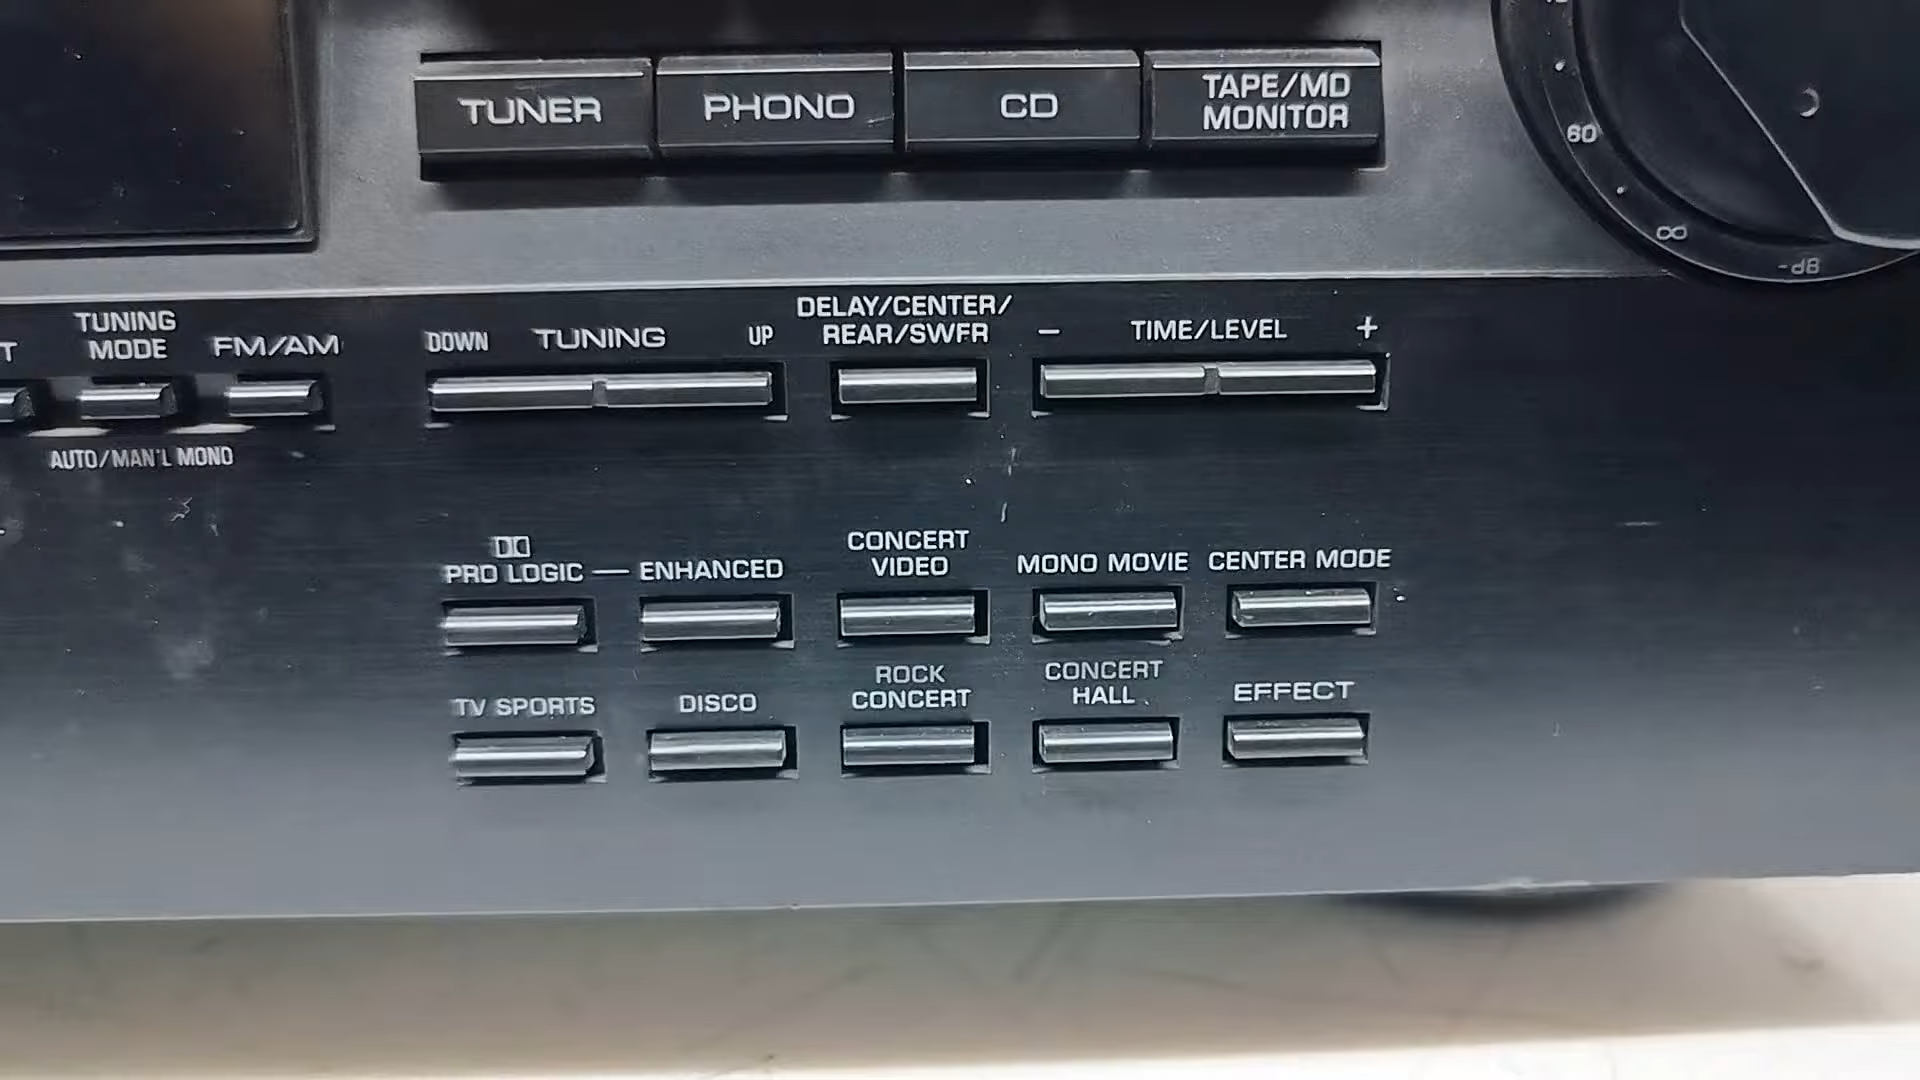 TUNER
PHONO
CD
TAPE/MD
MONITOR
60
∞
-dB
T
TUNING
MODE
FM/AM
DOWN
TUNING
UP
DELAY/CENTER/
REAR/SWFR
–
TIME/LEVEL
+
AUTO/MAN'L MONO
PRO LOGIC — ENHANCED
CONCERT
VIDEO
MONO MOVIE
CENTER MODE
TV SPORTS
DISCO
ROCK
CONCERT
CONCERT
HALL
EFFECT